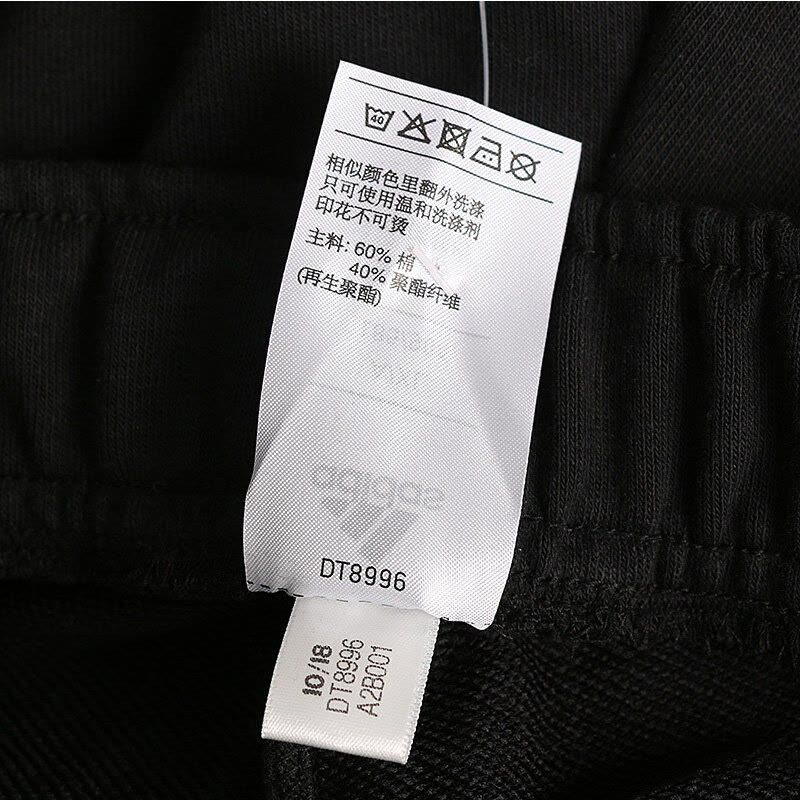 40
相似颜色里翻外洗涤
只可使用温和洗涤剂
印花不可烫
主料: 60% 棉
40% 聚酯纤维
(再生聚酯)
adidas
DT8996
10/18
DT8996
A2B001